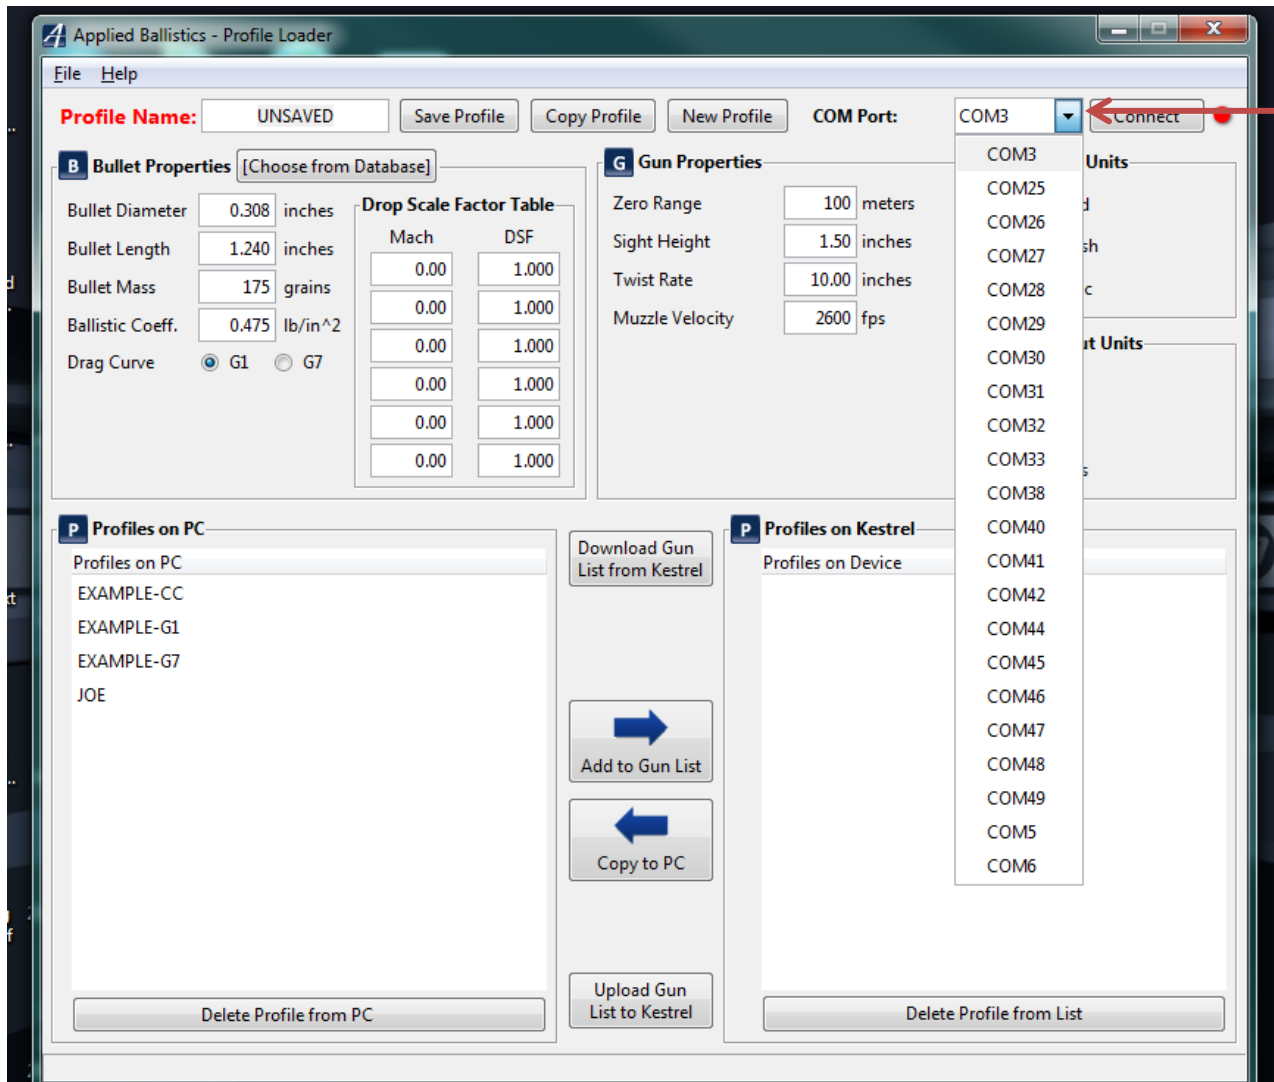 Applied Ballistics - Profile Loader
File Help
Profile Name: UNSAVED Save Profile Copy Profile New Profile COM Port: COM3 Connect
B Bullet Properties [Choose from Database]
Bullet Diameter 0.308 inches
Bullet Length 1.240 inches
Bullet Mass 175 grains
Ballistic Coeff. 0.475 lb/in^2
Drag Curve G1 G7
Drop Scale Factor Table
Mach DSF
0.00 1.000
0.00 1.000
0.00 1.000
0.00 1.000
0.00 1.000
0.00 1.000
G Gun Properties
Zero Range 100 meters
Sight Height 1.50 inches
Twist Rate 10.00 inches
Muzzle Velocity 2600 fps
COM3
COM25
COM26
COM27
COM28
COM29
COM30
COM31
COM32
COM33
COM38
COM40
COM41
COM42
COM44
COM45
COM46
COM47
COM48
COM49
COM5
COM6
Units
Units
P Profiles on PC
Profiles on PC
EXAMPLE-CC
EXAMPLE-G1
EXAMPLE-G7
JOE
Delete Profile from PC
Download Gun
List from Kestrel
Add to Gun List
Copy to PC
Upload Gun
List to Kestrel
P Profiles on Kestrel
Profiles on Device
Delete Profile from List